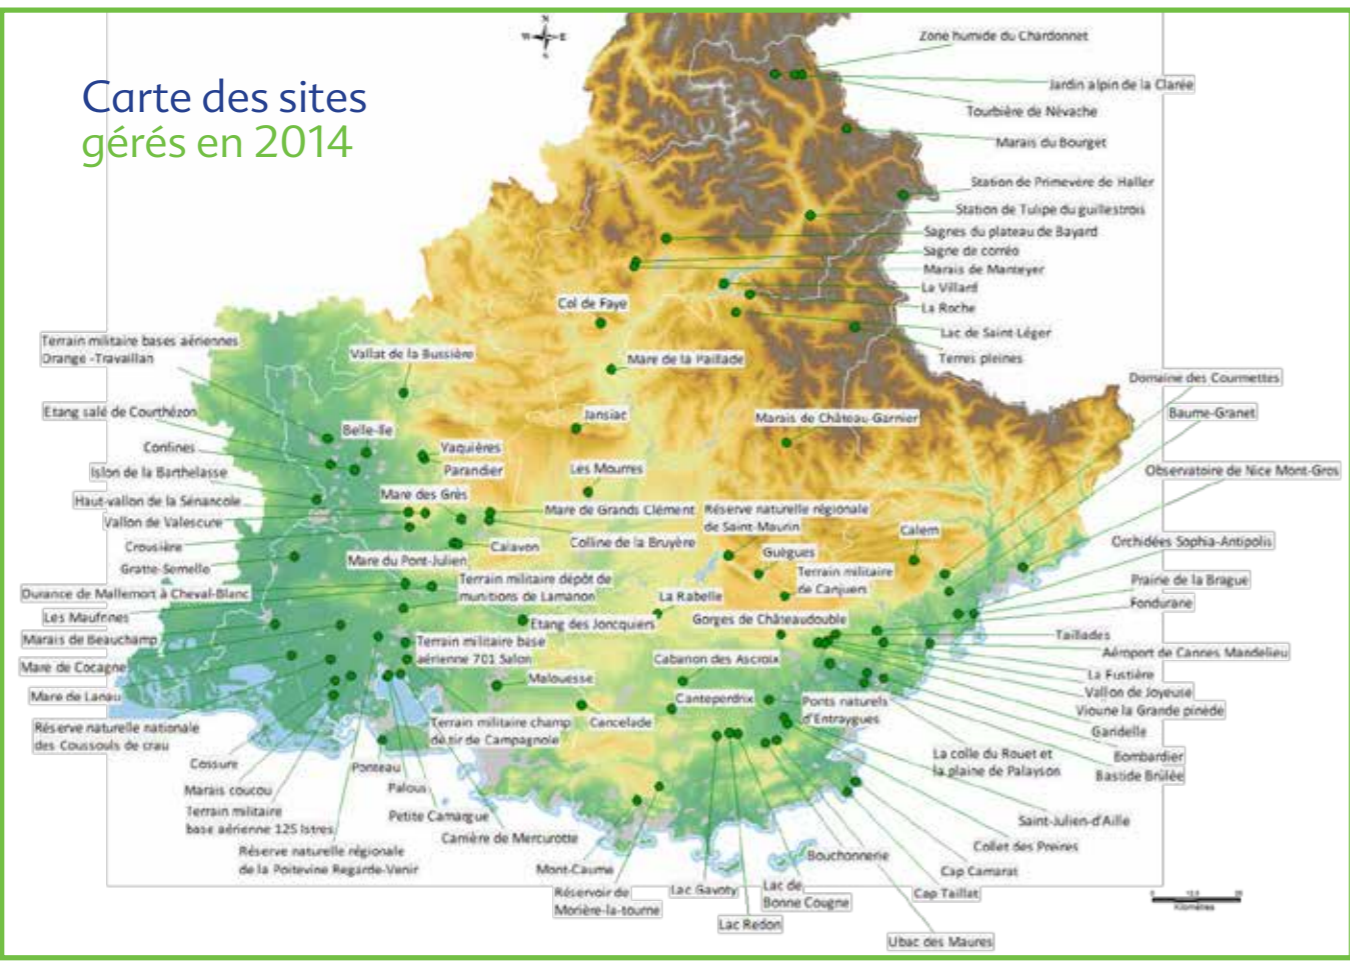 N
W E
S
Carte des sites
gérés en 2014
Zone humide du Chardonnet
Jardin alpin de la Clarée
Tourbière de Névache
Marais du Bourget
Station de Primevère de Haller
Station de Tulipe du guillestrois
Sagnes du plateau de Bayard
Sagne de corréo
Marais de Manteyer
Le Villard
La Roche
Lac de Saint-Léger
Terres pleines
Col de Faye
Mare de la Paillade
Vallat de la Bussière
Terrain militaire bases aériennes
Orange -Travaillan
Etang salé de Courthézon
Belle-Ile
Confines
Islon de la Barthelasse
Vaquières
Parandier
Jansiac
Les Mourres
Marais de Château-Garnier
Domaine des Courmettes
Baume-Granet
Observatoire de Nice Mont-Gros
Haut-vallon de la Sénancole
Mare des Grès
Vallon de Valescure
Mare de Grands Clément
Réserve naturelle régionale
de Saint-Maurin
Calern
Crousière
Calavon
Colline de la Bruyère
Guègues
Orchidées Sophia-Antipolis
Gratte-Semelle
Mare du Pont-Julien
Terrain militaire dépôt de
munitions de Lamanon
Terrain militaire
de Canjuers
Prairie de la Brague
Durance de Mallemort à Cheval-Blanc
La Rabelle
Fondurane
Les Maufrines
Etang des Joncquiers
Gorges de Châteaudouble
Taillades
Marais de Beauchamp
Terrain militaire base
aérienne 701 Salon
Cabanon des Ascroix
Aéroport de Cannes Mandelieu
Mare de Cocagne
Malouesse
La Fustière
Mare de Lanau
Canteperdrix
Ponts naturels
d'Entraygues
Vallon de Joyeuse
Vioune la Grande pinède
Réserve naturelle nationale
des Coussouls de crau
Terrain militaire champ
de tir de Campagnole
Cancelade
Garidelle
Cossure
Ponteau
La colle du Rouet et
la plaine de Palayson
Bombardier
Bastide Brûlée
Marais coucou
Palous
Terrain militaire
base aérienne 125 Istres
Petite Camargue
Saint-Julien-d'Aille
Réserve naturelle régionale
de la Poitevine Regarde-Venir
Carrière de Mercurotte
Collet des Preires
Mont-Caume
Bouchonnerie
Cap Camarat
Réservoir de
Morière-la-tourne
Lac Gavoty
Lac de
Bonne Cougne
Cap Taillat
Lac Redon
Ubac des Maures
Kilomètres